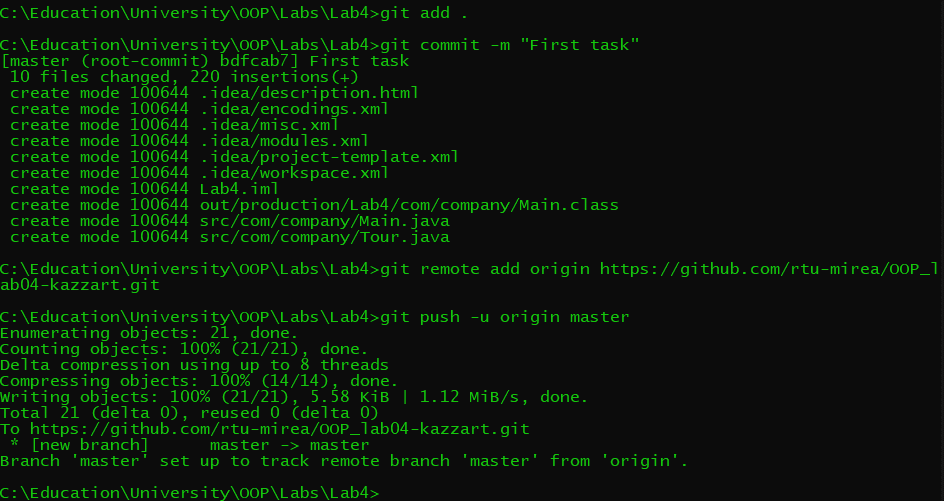 C:\Education\University\OOP\Labs\Lab4>git add .
C:\Education\University\OOP\Labs\Lab4>git commit -m "First task"
[master (root-commit) bdfcab7] First task
 10 files changed, 220 insertions(+)
 create mode 100644 .idea/description.html
 create mode 100644 .idea/encodings.xml
 create mode 100644 .idea/misc.xml
 create mode 100644 .idea/modules.xml
 create mode 100644 .idea/project-template.xml
 create mode 100644 .idea/workspace.xml
 create mode 100644 Lab4.iml
 create mode 100644 out/production/Lab4/com/company/Main.class
 create mode 100644 src/com/company/Main.java
 create mode 100644 src/com/company/Tour.java
C:\Education\University\OOP\Labs\Lab4>git remote add origin https://github.com/rtu-mirea/OOP_l
ab04-kazzart.git
C:\Education\University\OOP\Labs\Lab4>git push -u origin master
Enumerating objects: 21, done.
Counting objects: 100% (21/21), done.
Delta compression using up to 8 threads
Compressing objects: 100% (14/14), done.
Writing objects: 100% (21/21), 5.58 KiB | 1.12 MiB/s, done.
Total 21 (delta 0), reused 0 (delta 0)
To https://github.com/rtu-mirea/OOP_lab04-kazzart.git
 * [new branch]      master -> master
Branch 'master' set up to track remote branch 'master' from 'origin'.
C:\Education\University\OOP\Labs\Lab4>